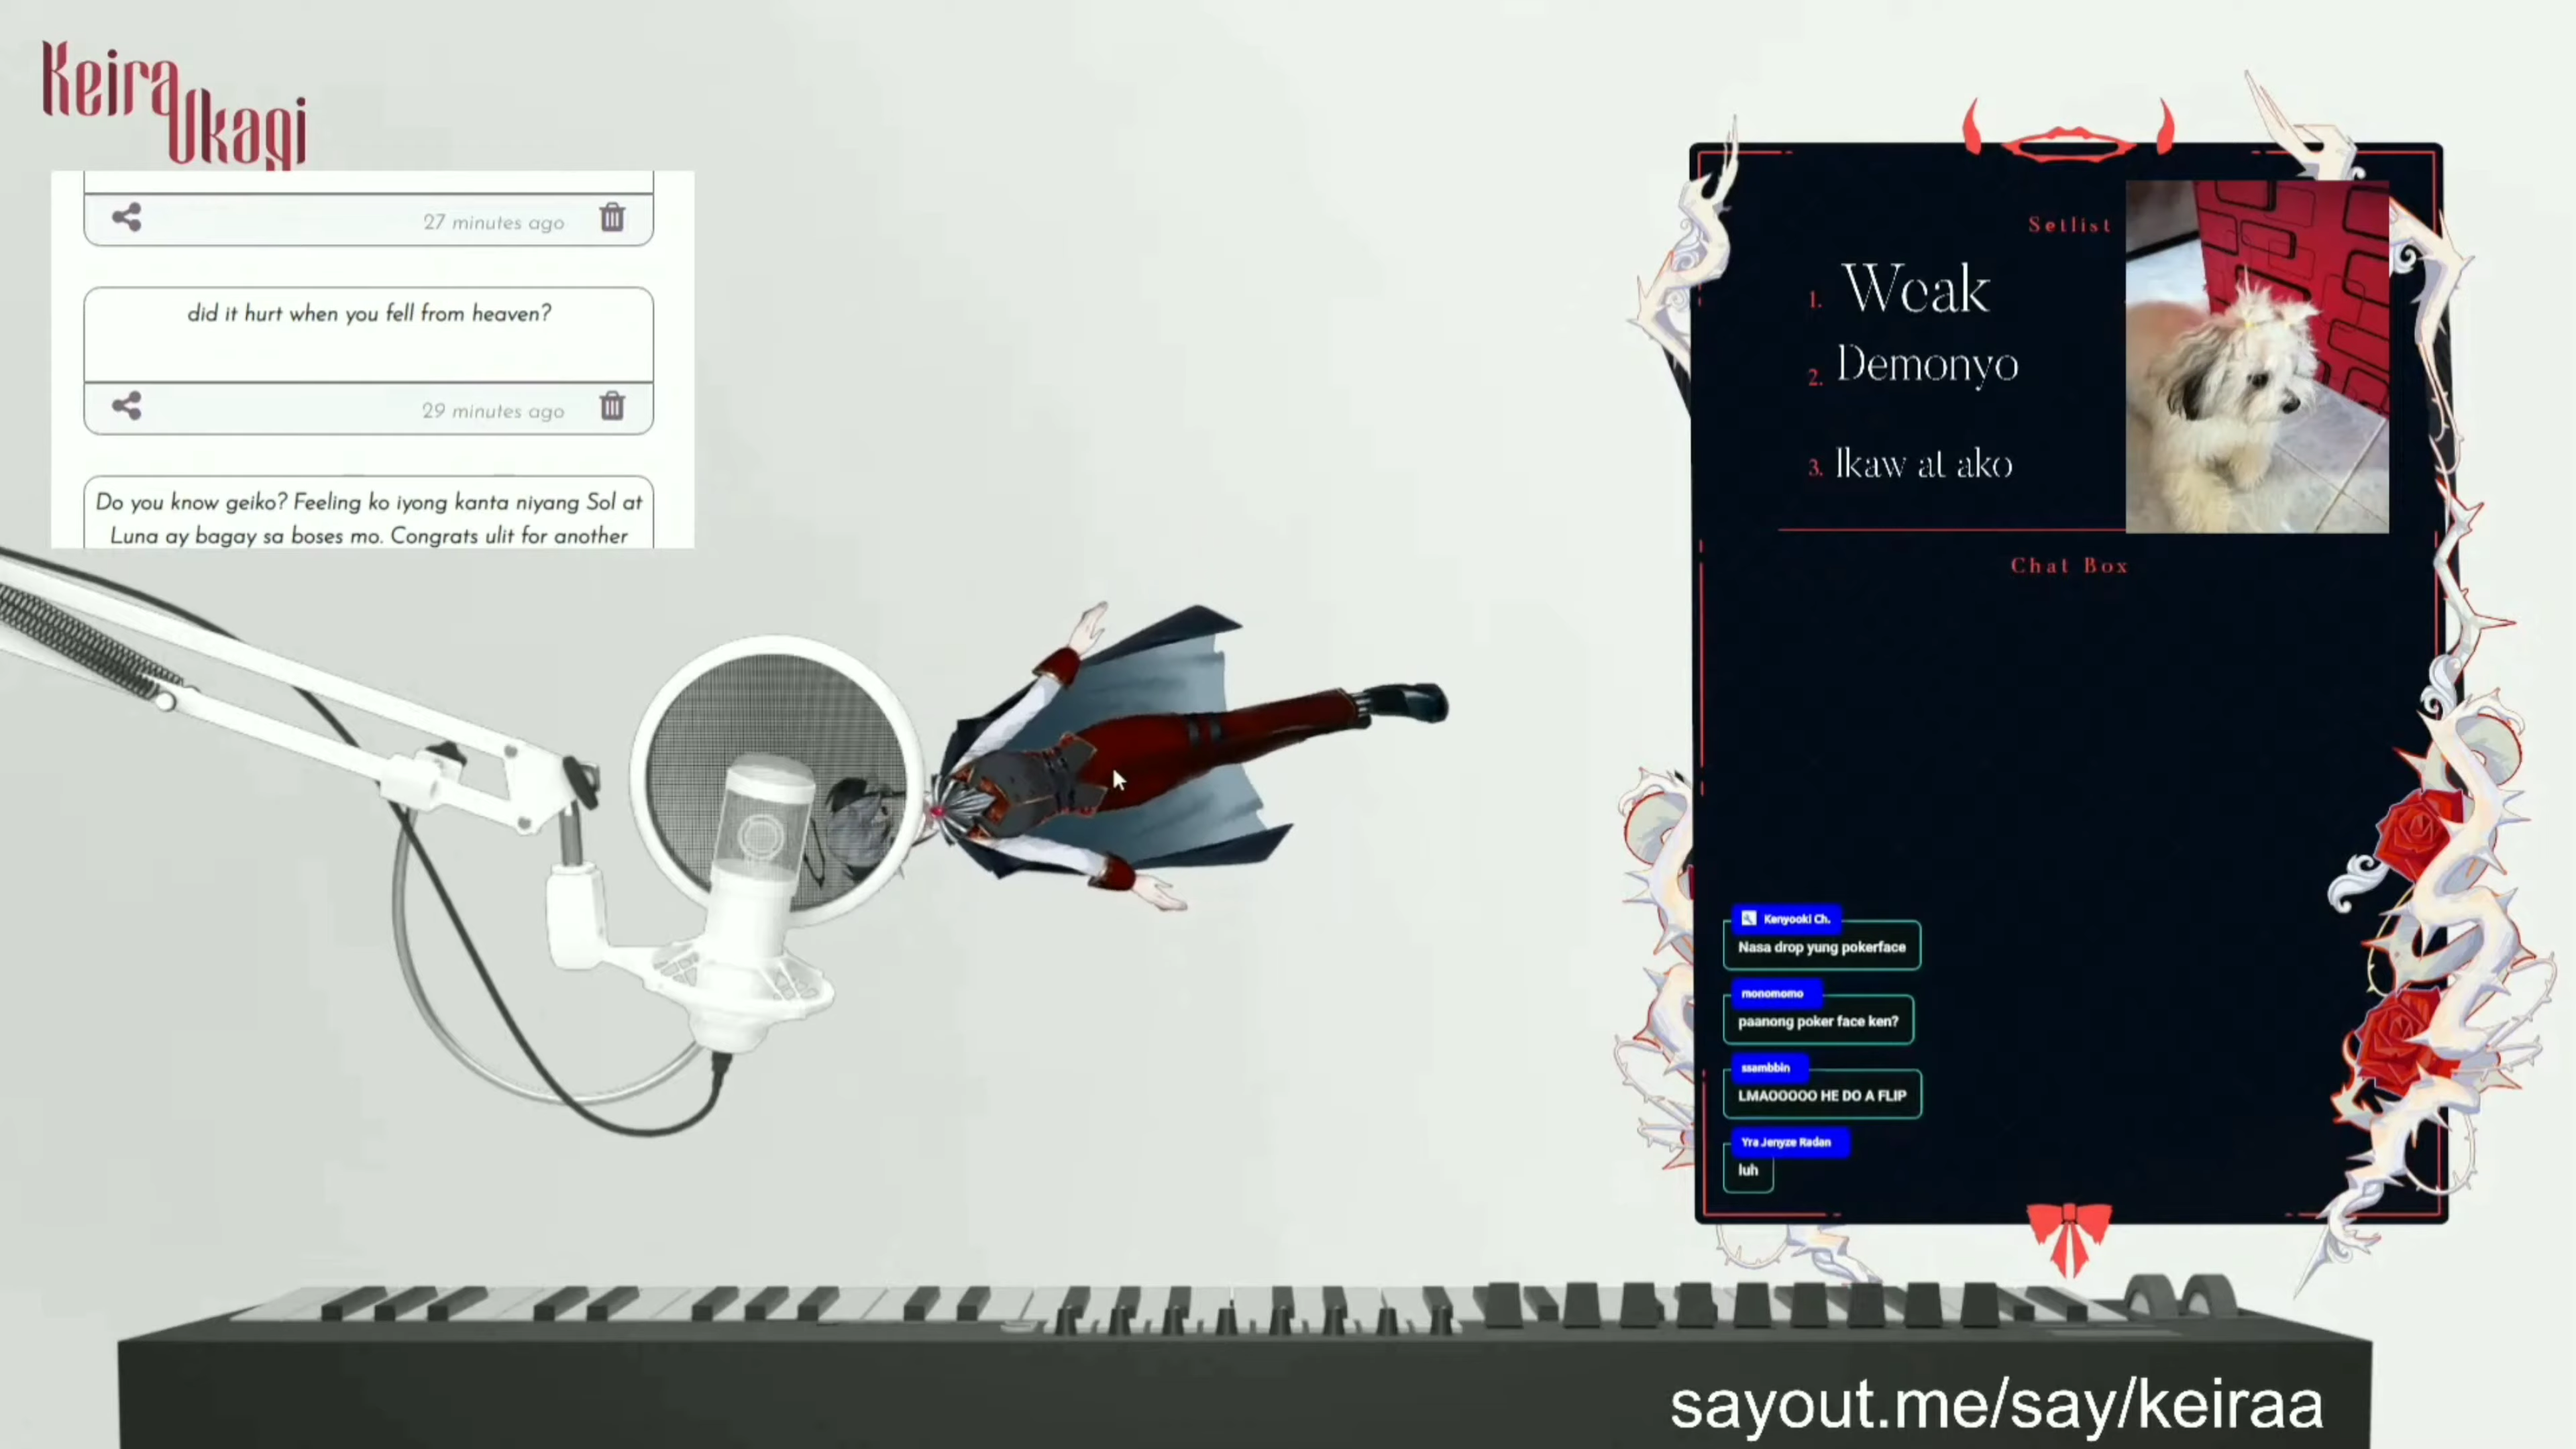 Keira
Ukagi
27 minutes ago
did it hurt when you fell from heaven?
29 minutes ago
Do you know geiko? Feeling ko iyong kanta niyang Sol at
Luna ay bagay sa boses mo. Congrats ulit for another
Setlist
1. Weak
2. Demonyo
3. Ikaw at ako
Chat Box
Kenyooki Ch.
Nasa drop yung pokerface
monomomo
paanong poker face ken?
ssambbin
LMAOOOOO HE DO A FLIP
Yra Jenyze Radan
luh
sayout.me/say/keiraa